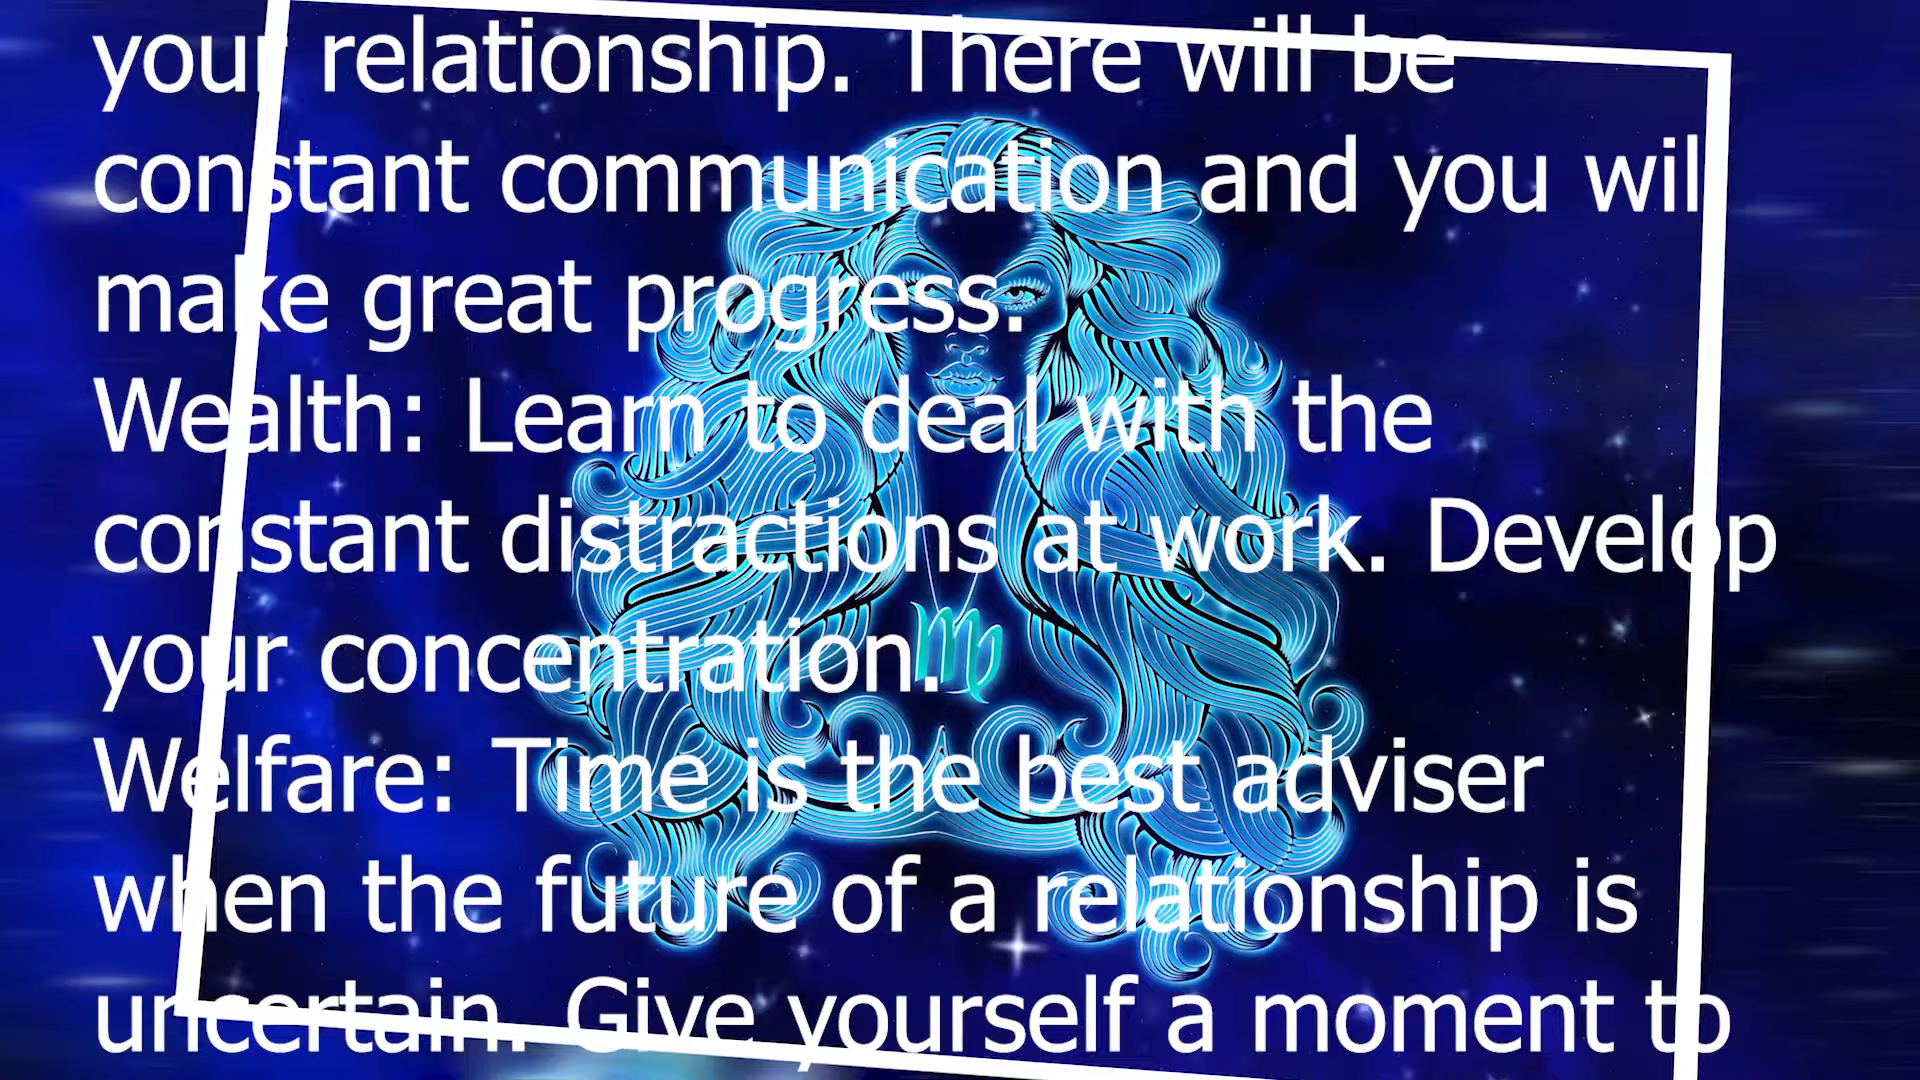 your relationship. There will be
constant communication and you will
make great progress.
Wealth: Learn to deal with the
constant distractions at work. Develop
your concentration.
Welfare: Time is the best adviser
when the future of a relationship is
uncertain. Give yourself a moment to